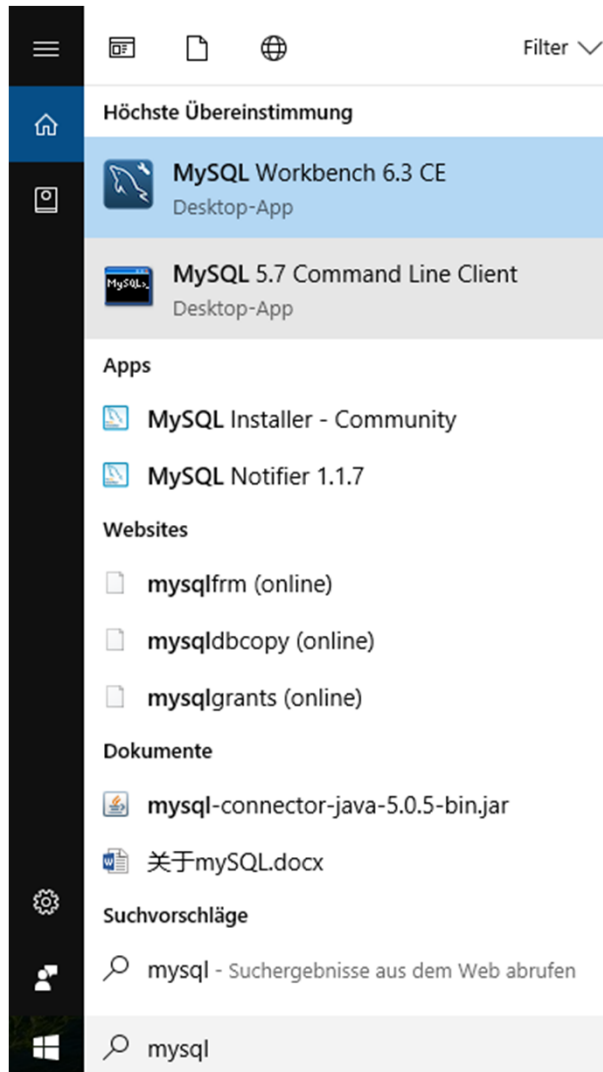 Filter
Höchste Übereinstimmung
MySQL Workbench 6.3 CE
Desktop-App
MySQL>_
MySQL 5.7 Command Line Client
Desktop-App
Apps
MySQL Installer - Community
MySQL Notifier 1.1.7
Websites
mysqlfrm (online)
mysqldbcopy (online)
mysqlgrants (online)
Dokumente
mysql-connector-java-5.0.5-bin.jar
关于mySQL.docx
Suchvorschläge
mysql - Suchergebnisse aus dem Web abrufen
mysql